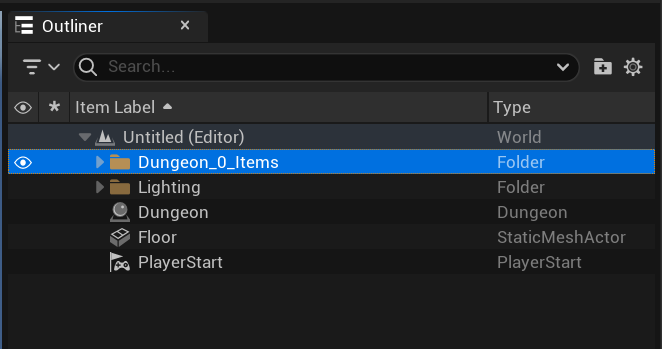 Outliner
Search...
Item Label Type
Untitled (Editor) World
Dungeon_0_Items Folder
Lighting Folder
Dungeon Dungeon
Floor StaticMeshActor
PlayerStart PlayerStart